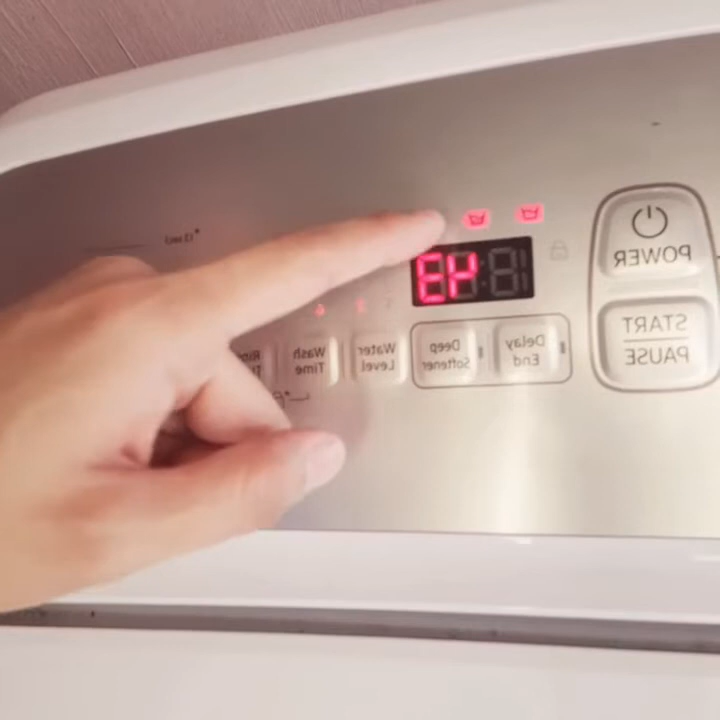 POWER
START
PAUSE
Delay
End
Deep
Softener
Water
Level
Wash
Time